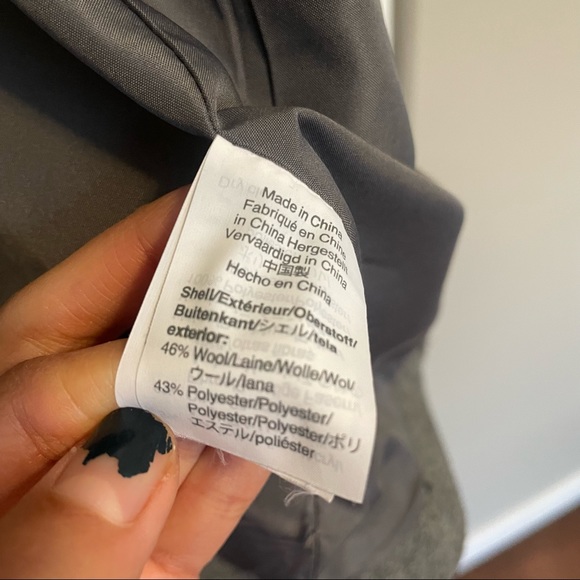 Made in China
Fabriqué en Chine
in China Hergestellt
Vervaardigd in China
中国製
Hecho en China
Shell/Extérieur/Oberstoff/
Buitenkant/シェル/tela
exterior:
46% Wool/Laine/Wolle/Wol/
ウール/lana
43% Polyester/Polyester/
Polyester/Polyester/ポリ
エステル/poliéster